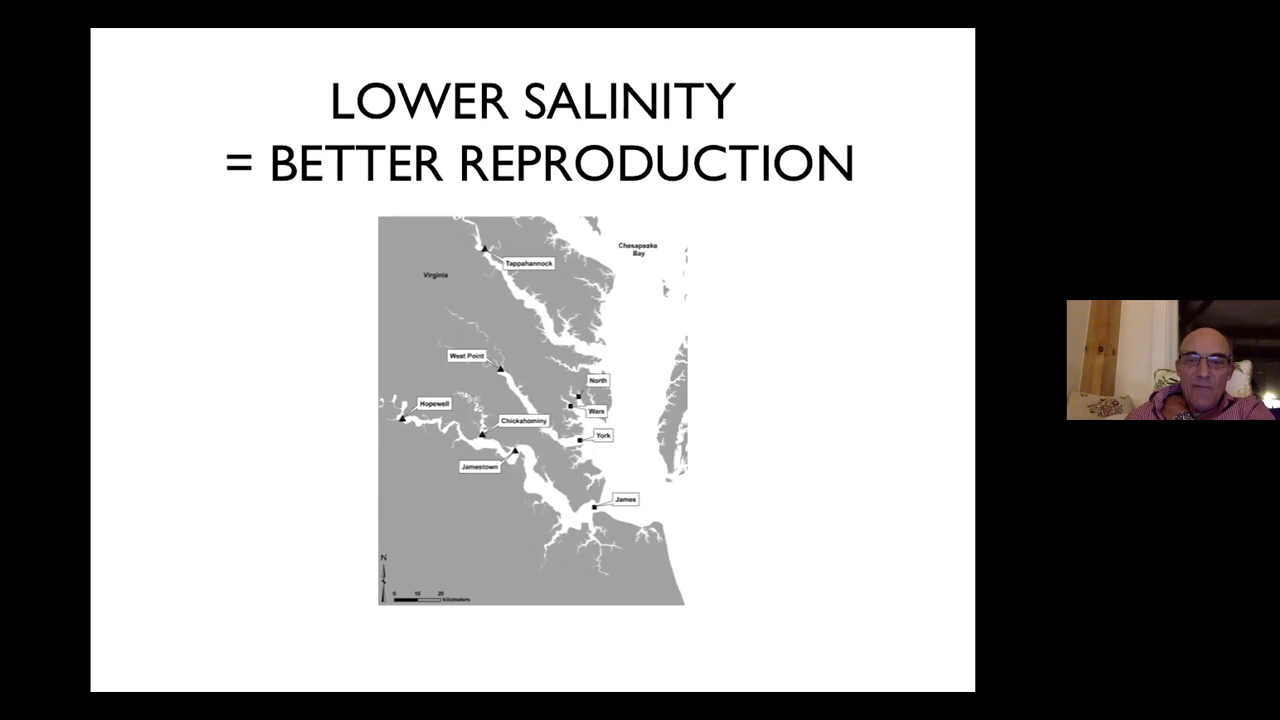 LOWER SALINITY
= BETTER REPRODUCTION
Chesapeake
Bay
Tappahannock
Virginia
West Point
North
Hopewell
Ware
Chickahominy
York
Jamestown
James
N
0 10 20
kilometers